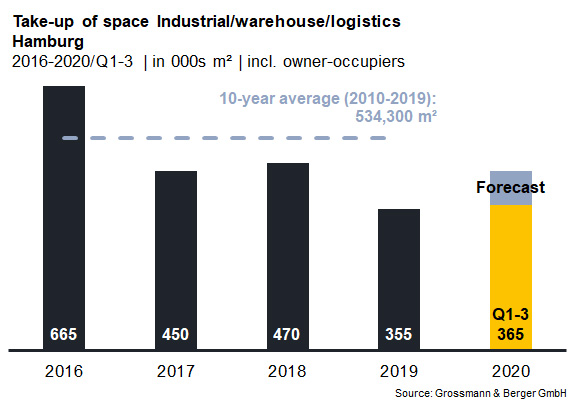 Take-up of space Industrial/warehouse/logistics
Hamburg
2016-2020/Q1-3 | in 000s m² | incl. owner-occupiers
10-year average (2010-2019):
534,300 m²
Forecast
Q1-3
665 450 470 355 365
2016 2017 2018 2019 2020
Source: Grossmann & Berger GmbH